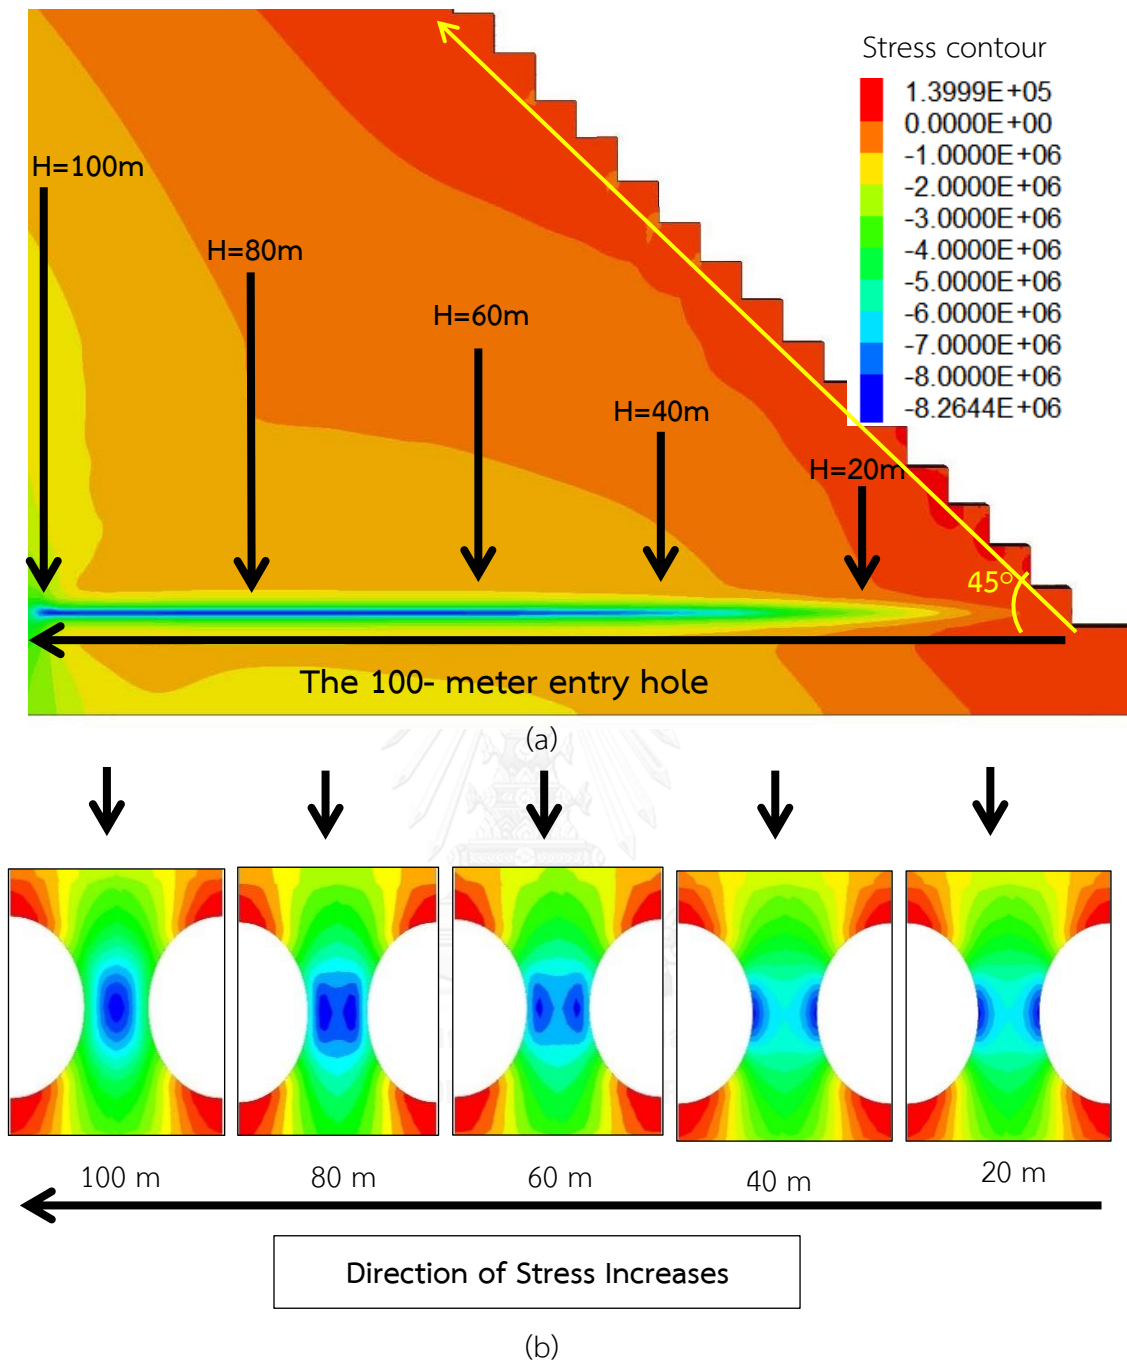 Stress contour
1.3999E+05
0.0000E+00
-1.0000E+06
-2.0000E+06
-3.0000E+06
-4.0000E+06
-5.0000E+06
-6.0000E+06
-7.0000E+06
-8.0000E+06
-8.2644E+06
H=100m
H=80m
H=60m
H=40m
H=20m
45°
The 100- meter entry hole
(a)
100 m
80 m
60 m
40 m
20 m
Direction of Stress Increases
(b)